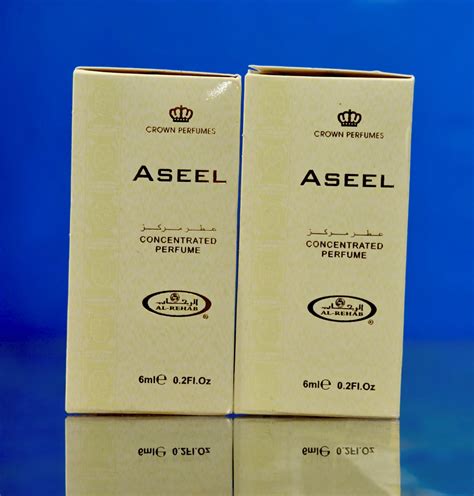 CROWN PERFUMES
ASEEL
عطر مركز
CONCENTRATED
PERFUME
الرحاب
AL-REHAB
®
6ml℮ 0.2Fl.Oz
CROWN PERFUMES
ASEEL
عطر مركز
CONCENTRATED
PERFUME
الرحاب
AL-REHAB
®
6ml℮ 0.2Fl.Oz